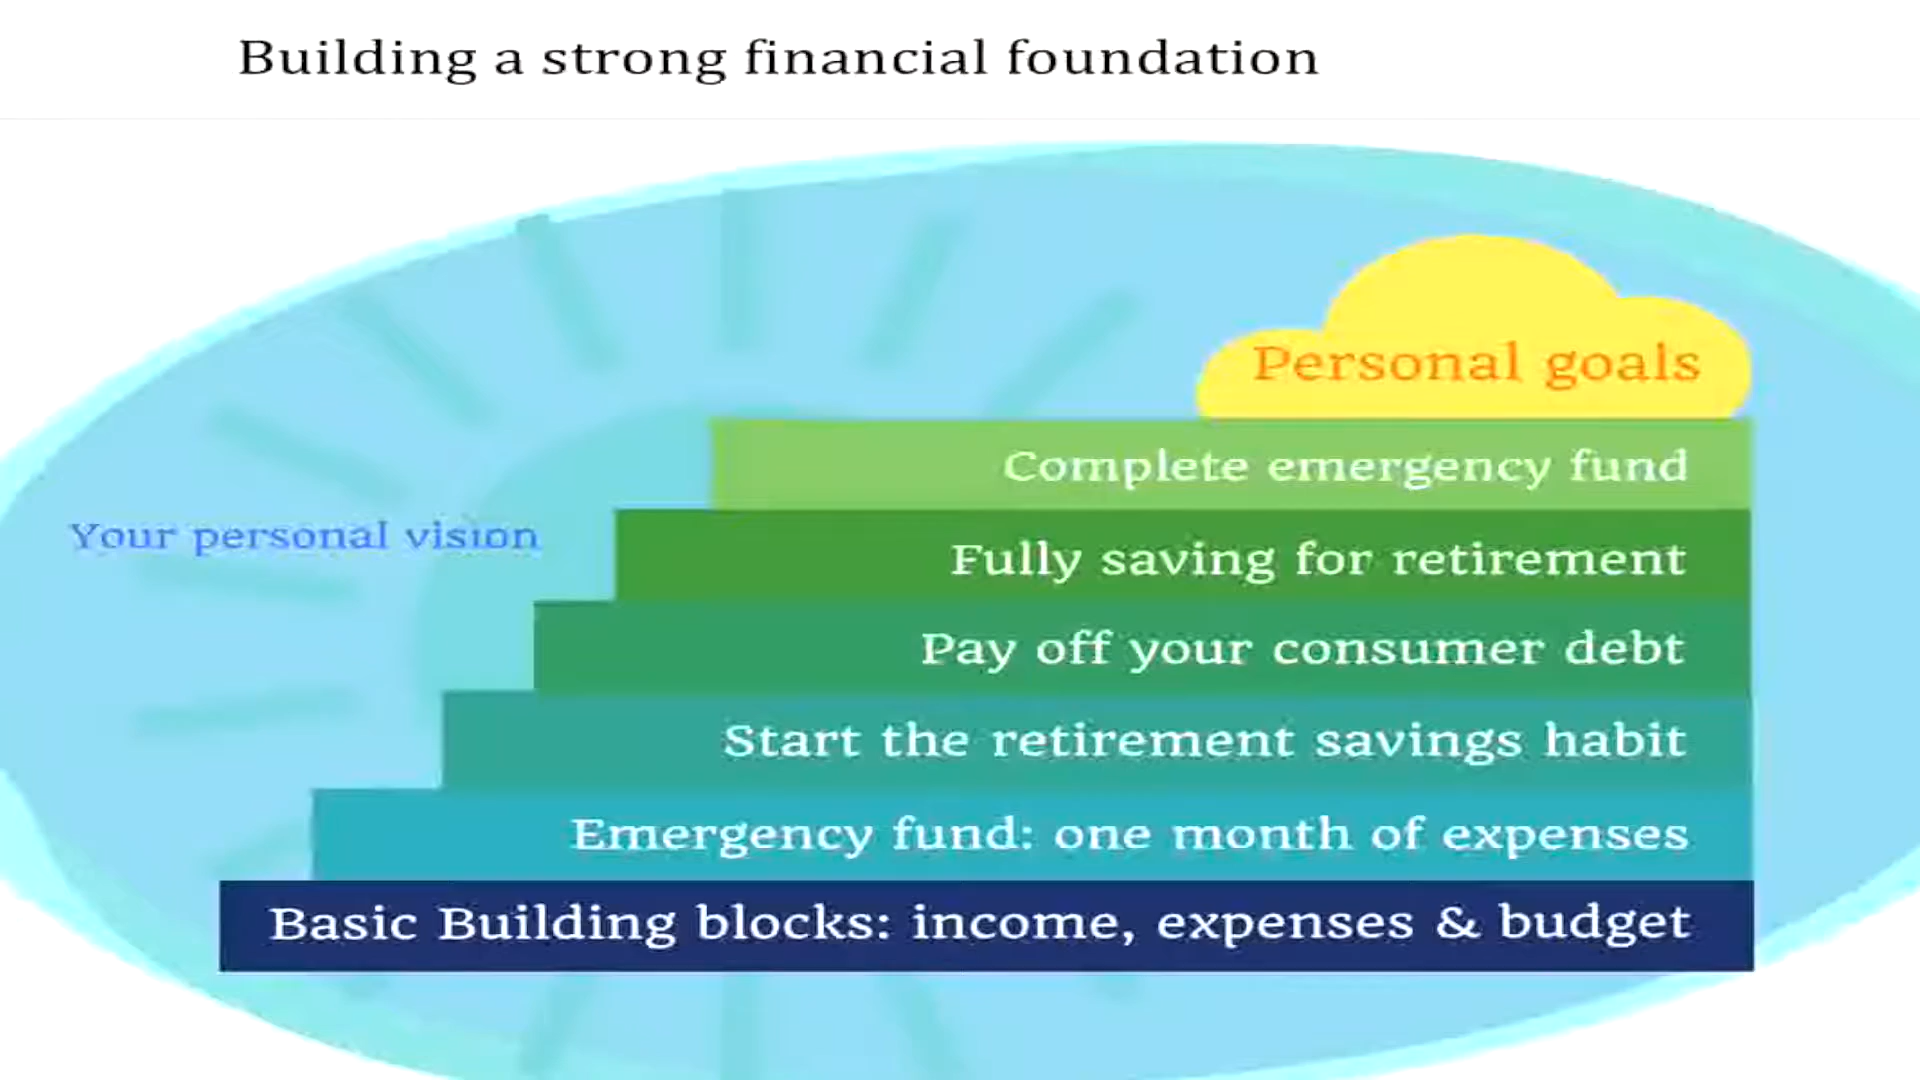 Building a strong financial foundation
Personal goals
Complete emergency fund
Your personal vision
Fully saving for retirement
Pay off your consumer debt
Start the retirement savings habit
Emergency fund: one month of expenses
Basic Building blocks: income, expenses & budget